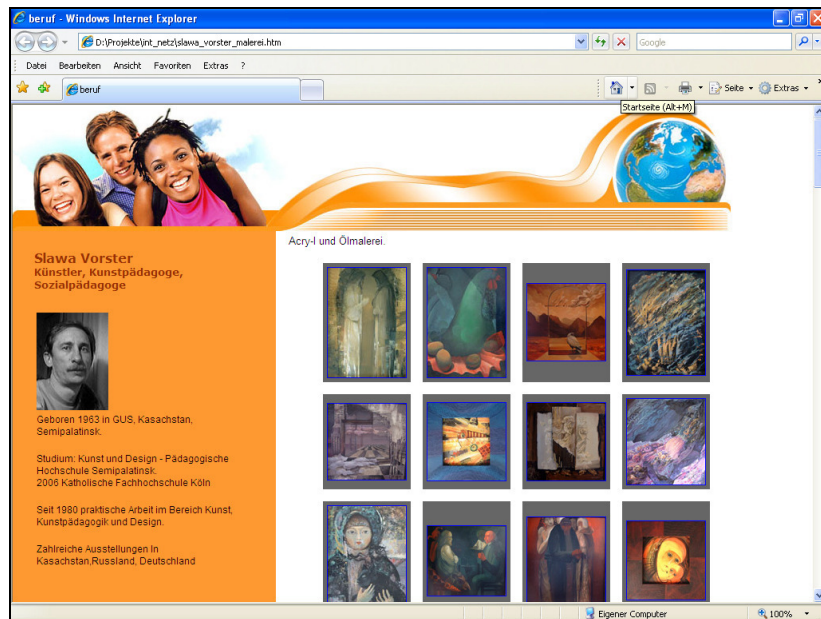 beruf - Windows Internet Explorer
D:\Projekte\int_netz\slawa_vorster_malerei.htm
Google
Datei Bearbeiten Ansicht Favoriten Extras ?
beruf
Seite Extras
Startseite (Alt+M)
Acry-l und Ölmalerei.
Slawa Vorster
Künstler, Kunstpädagoge,
Sozialpädagoge
Geboren 1963 in GUS, Kasachstan,
Semipalatinsk.
Studium: Kunst und Design - Pädagogische
Hochschule Semipalatinsk.
2006 Katholische Fachhochschule Köln
Seit 1980 praktische Arbeit im Bereich Kunst,
Kunstpädagogik und Design.
Zahlreiche Ausstellungen In
Kasachstan,Russland, Deutschland
Eigener Computer
100%